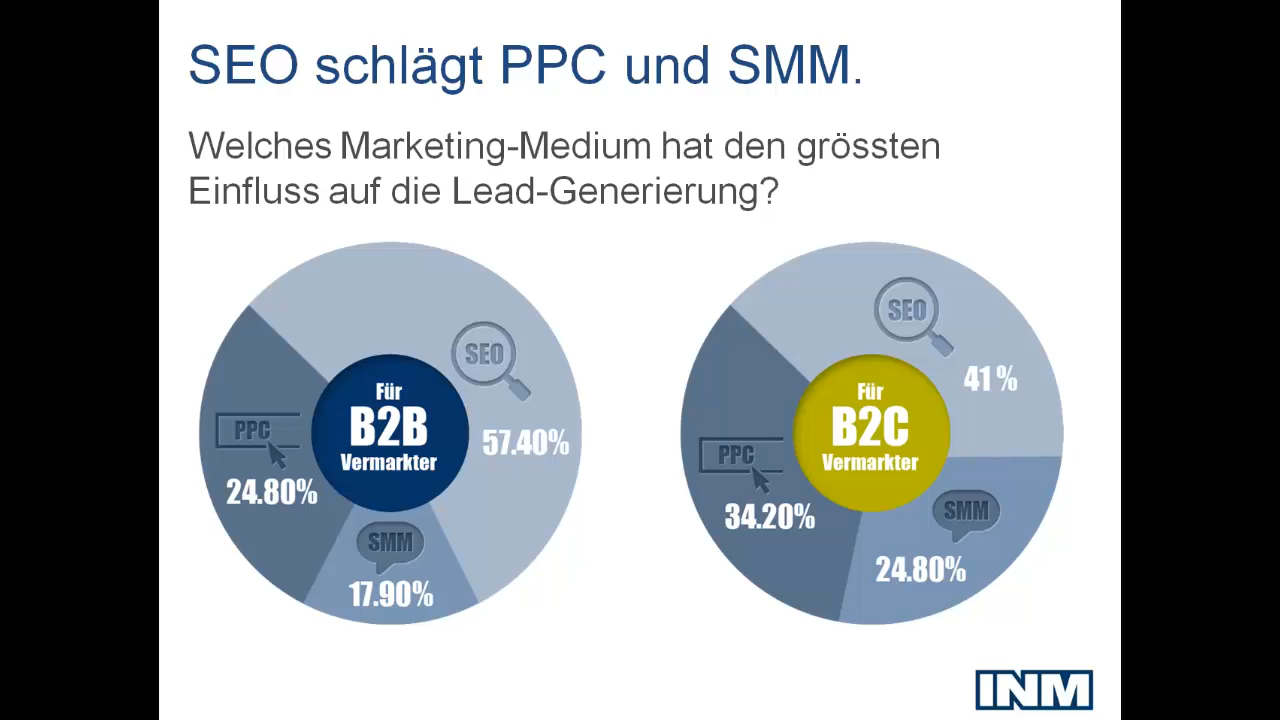 SEO schlägt PPC und SMM.
Welches Marketing-Medium hat den grössten
Einfluss auf die Lead-Generierung?
SEO
57.40%
Für
B2B
Vermarkter
PPC
24.80%
SMM
17.90%
SEO
41 %
Für
B2C
Vermarkter
PPC
34.20%
SMM
24.80%
INM